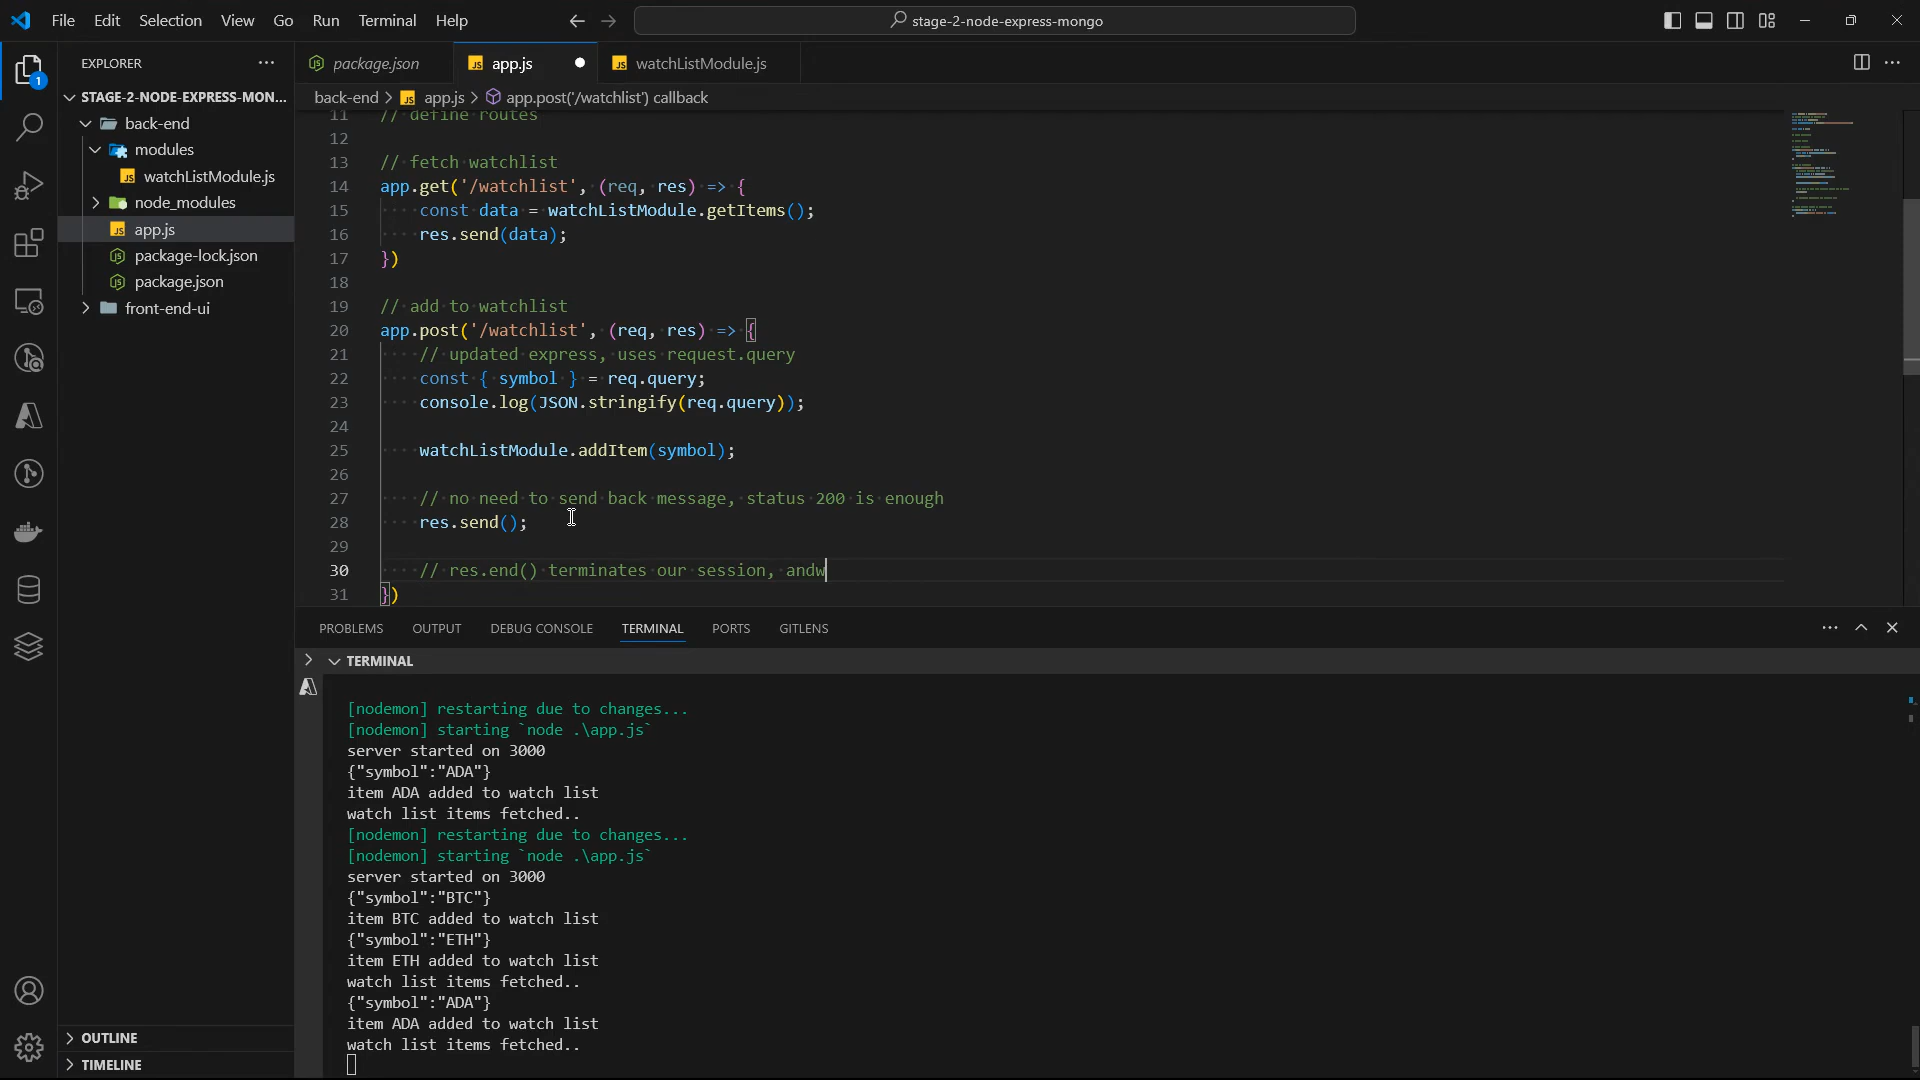 File Edit Selection View Go Run Terminal Help
stage-2-node-express-mongo
EXPLORER
STAGE-2-NODE-EXPRESS-MON...
back-end
modules
watchListModule.js
node_modules
app.js
package-lock.json
package.json
front-end-ui
OUTLINE
TIMELINE
1
package.json
app.js
watchListModule.js
back-end > app.js > app.post('/watchlist') callback
11 // define routes
12
13 // fetch watchlist
14 app.get('/watchlist', (req, res) => {
15 const data = watchListModule.getItems();
16 res.send(data);
17 })
18
19 // add to watchlist
20 app.post('/watchlist', (req, res) => {
21 // updated express, uses request.query
22 const { symbol } = req.query;
23 console.log(JSON.stringify(req.query));
24
25 watchListModule.addItem(symbol);
26
27 // no need to send back message, status 200 is enough
28 res.send();
29
30 // res.end() terminates our session, andw
31 })
PROBLEMS OUTPUT DEBUG CONSOLE TERMINAL PORTS GITLENS
TERMINAL
[nodemon] restarting due to changes...
[nodemon] starting `node .\app.js`
server started on 3000
{"symbol":"ADA"}
item ADA added to watch list
watch list items fetched..
[nodemon] restarting due to changes...
[nodemon] starting `node .\app.js`
server started on 3000
{"symbol":"BTC"}
item BTC added to watch list
{"symbol":"ETH"}
item ETH added to watch list
watch list items fetched..
{"symbol":"ADA"}
item ADA added to watch list
watch list items fetched..